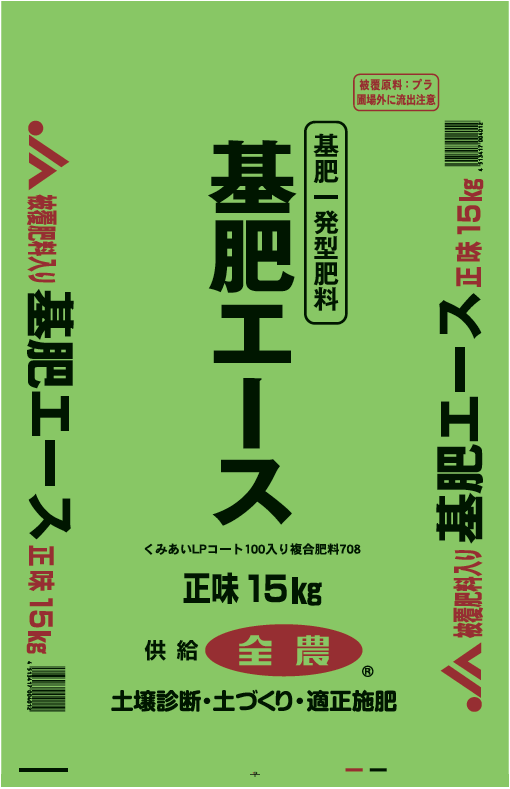 被覆原料：プラ
圃場外に流出注意
基肥一発型肥料
基肥エース
くみあいLPコート100入り複合肥料708
正味 15kg
供給 全農 ®
土壌診断・土づくり・適正施肥
被覆肥料入り
基肥エース
正味 15kg
被覆肥料入り
基肥エース
正味 15kg